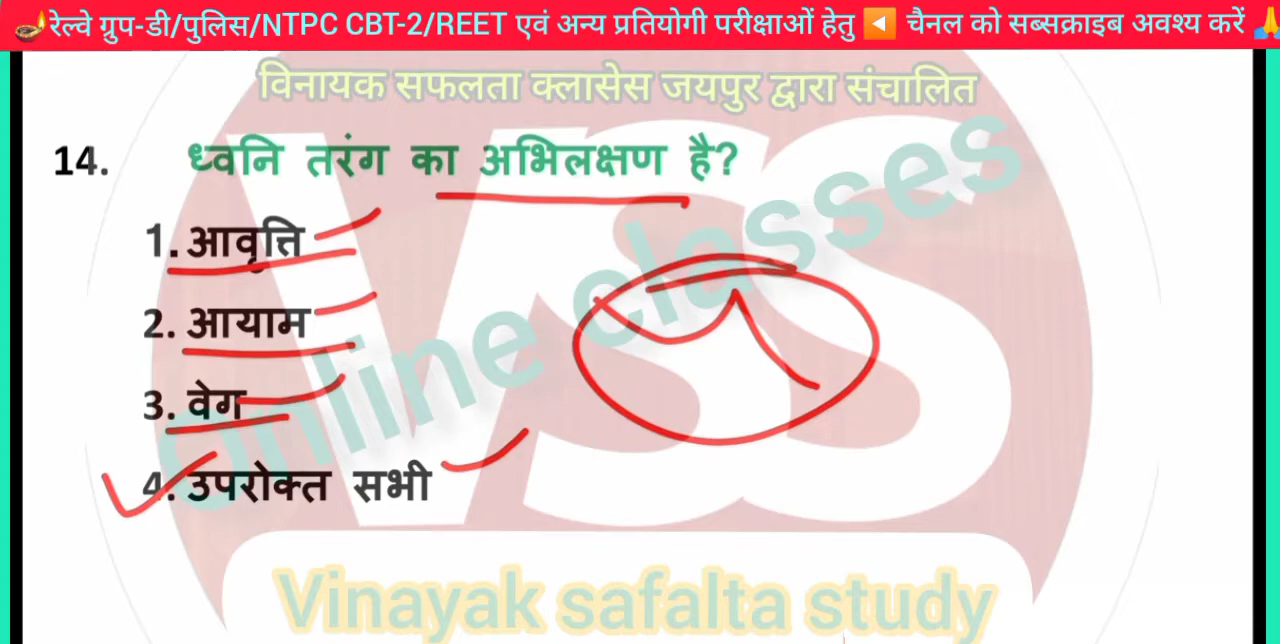 रेल्वे ग्रुप-डी/पुलिस/NTPC CBT-2/REET एवं अन्य प्रतियोगी परीक्षाओं हेतु ◀ चैनल को सब्सक्राइब अवश्य करें
विनायक सफलता क्लासेस जयपुर द्वारा संचालित
14. ध्वनि तरंग का अभिलक्षण है?
1. आवृत्ति
2. आयाम
3. वेग
4. उपरोक्त सभी
VSS
Online classes
Vinayak safalta study